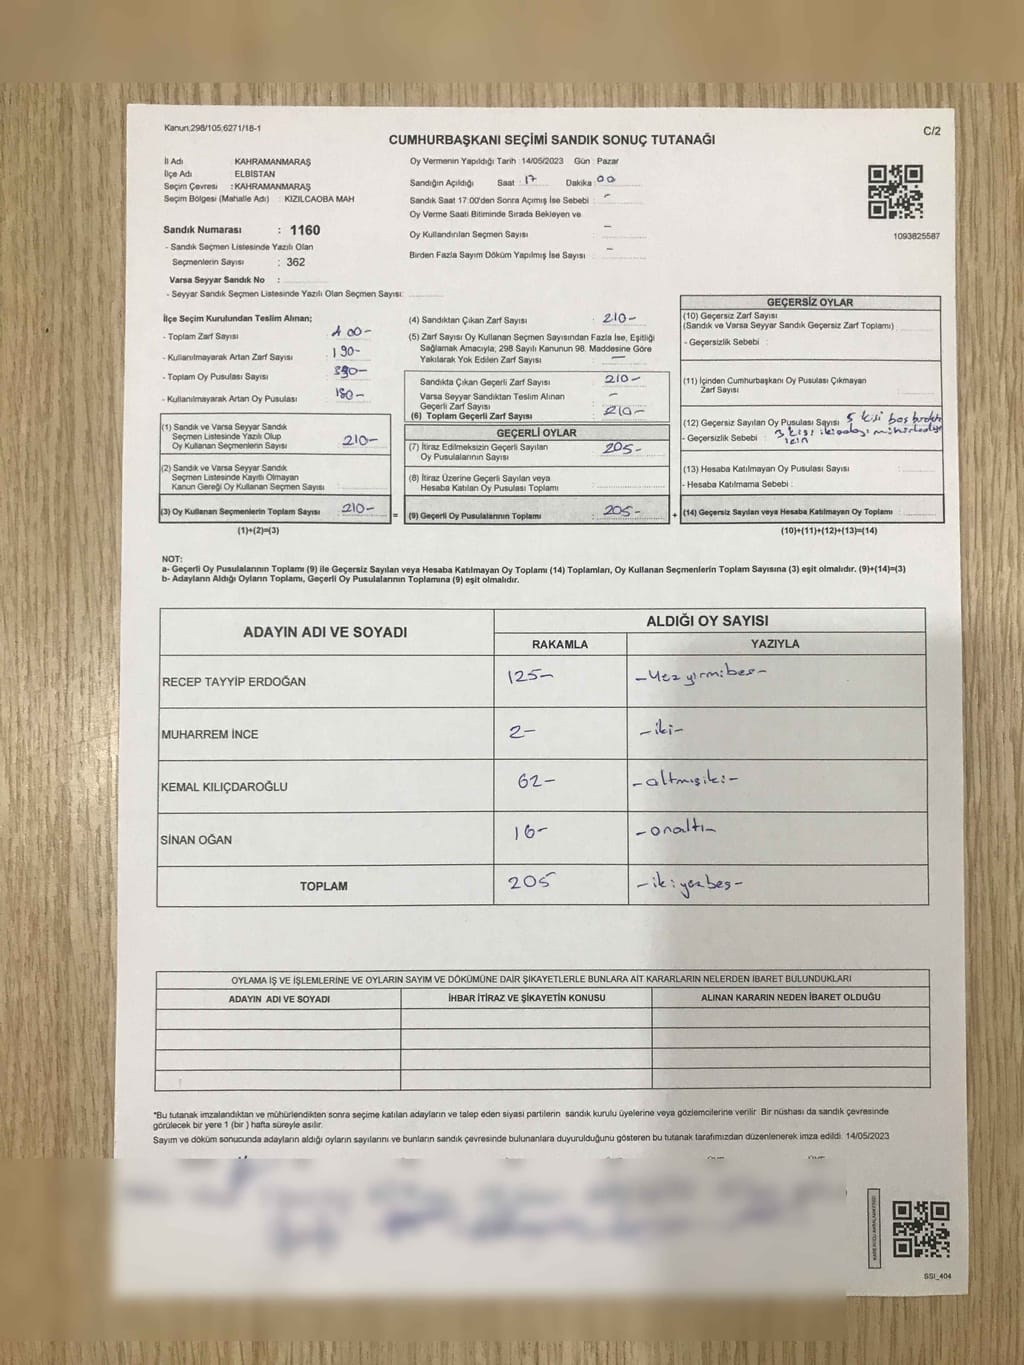 Kanun;298/105;6271/18-1
C/2
CUMHURBAŞKANI SEÇİMİ SANDIK SONUÇ TUTANAĞI
İl Adı KAHRAMANMARAŞ
İlçe Adı ELBİSTAN
Seçim Çevresi : KAHRAMANMARAŞ
Seçim Bölgesi (Mahalle Adı) : KIZILCAOBA MAH
Sandık Numarası : 1160
- Sandık Seçmen Listesinde Yazılı Olan
Seçmenlerin Sayısı : 362
Varsa Seyyar Sandık No :
- Seyyar Sandık Seçmen Listesinde Yazılı Olan Seçmen Sayısı:
Oy Vermenin Yapıldığı Tarih : 14/05/2023 Gün : Pazar
Sandığın Açıldığı Saat : 17 Dakika : 00
Sandık Saat 17:00'den Sonra Açımış İse Sebebi : -
Oy Verme Saati Bitiminde Sırada Bekleyen ve
Oy Kullandırılan Seçmen Sayısı -
Birden Fazla Sayım Döküm Yapılmış İse Sayısı -
1093825587
İlçe Seçim Kurulundan Teslim Alınan;
- Toplam Zarf Sayısı 400-
- Kullanılmayarak Artan Zarf Sayısı : 190-
- Toplam Oy Pusulası Sayısı : 390-
- Kullanılmayarak Artan Oy Pusulası : 180-
(1) Sandık ve Varsa Seyyar Sandık
Seçmen Listesinde Yazılı Olup
Oy Kullanan Seçmenlerin Sayısı 210-
(2) Sandık ve Varsa Seyyar Sandık
Seçmen Listesinde Kayıtlı Olmayan
Kanun Gereği Oy Kullanan Seçmen Sayısı
(3) Oy Kullanan Seçmenlerin Toplam Sayısı 210-
(1)+(2)=(3)
=
(4) Sandıktan Çıkan Zarf Sayısı : 210-
(5) Zarf Sayısı Oy Kullanan Seçmen Sayısından Fazla İse, Eşitliği
Sağlamak Amacıyla, 298 Sayılı Kanunun 98. Maddesine Göre
Yakılarak Yok Edilen Zarf Sayısı -
Sandıkta Çıkan Geçerli Zarf Sayısı 210-
Varsa Seyyar Sandıktan Teslim Alınan
Geçerli Zarf Sayısı -
(6) Toplam Geçerli Zarf Sayısı : 210-
GEÇERLİ OYLAR
(7) İtiraz Edilmeksizin Geçerli Sayılan
Oy Pusulalarının Sayısı 205-
(8) İtiraz Üzerine Geçerli Sayılan veya
Hesaba Katılan Oy Pusulası Toplamı
(9) Geçerli Oy Pusulalarının Toplamı : 205-
+
GEÇERSİZ OYLAR
(10) Geçersiz Zarf Sayısı
(Sandık ve Varsa Seyyar Sandık Geçersiz Zarf Toplamı)
- Geçersizlik Sebebi :
(11) İçinden Cumhurbaşkanı Oy Pusulası Çıkmayan
Zarf Sayısı
(12) Geçersiz Sayılan Oy Pusulası Sayısı 5 kişi boş
- Geçersizlik Sebebi : 3 kişi
için
(13) Hesaba Katılmayan Oy Pusulası Sayısı
- Hesaba Katılmama Sebebi :
(14) Geçersiz Sayılan veya Hesaba Katılmayan Oy Toplamı :
(10)+(11)+(12)+(13)=(14)
NOT:
a- Geçerli Oy Pusulalarının Toplamı (9) ile Geçersiz Sayılan veya Hesaba Katılmayan Oy Toplamı (14) Toplamları, Oy Kullanan Seçmenlerin Toplam Sayısına (3) eşit olmalıdır. (9)+(14)=(3)
b- Adayların Aldığı Oyların Toplamı, Geçerli Oy Pusulalarının Toplamına (9) eşit olmalıdır.
ADAYIN ADI VE SOYADI
ALDIĞI OY SAYISI
RAKAMLA YAZIYLA
RECEP TAYYİP ERDOĞAN 125- -Yüz yirmibeş-
MUHARREM İNCE 2- -iki-
KEMAL KILIÇDAROĞLU 62- -altmışiki-
SİNAN OĞAN 16- -onaltı-
TOPLAM 205 -ikiyüzbeş-
OYLAMA İŞ VE İŞLEMLERİNE VE OYLARIN SAYIM VE DÖKÜMÜNE DAİR ŞİKAYETLERLE BUNLARA AİT KARARLARIN NELERDEN İBARET BULUNDUKLARI
ADAYIN ADI VE SOYADI İHBAR İTİRAZ VE ŞİKAYETİN KONUSU ALINAN KARARIN NEDEN İBARET OLDUĞU
*Bu tutanak imzalandıktan ve mühürlendikten sonra seçime katılan adayların ve talep eden siyasi partilerin sandık kurulu üyelerine veya gözlemcilerine verilir. Bir nüshası da sandık çevresinde
görülecek bir yere 1 (bir ) hafta süreyle asılır.
Sayım ve döküm sonucunda adayların aldığı oyların sayılarını ve bunların sandık çevresinde bulunanlara duyurulduğunu gösteren bu tutanak tarafımızdan düzenlenerek imza edildi. 14/05/2023
SSI_404